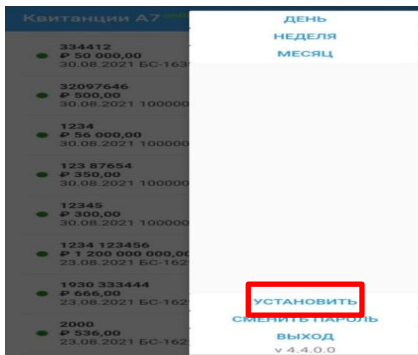 Квитанции А7
334412
₽ 50 000,00
30.08.2021 БС-163
32097646
₽ 500,00
30.08.2021 100000
1234
₽ 56 000,00
30.08.2021 100000
123 87654
₽ 350,00
30.08.2021 100000
12345
₽ 300,00
30.08.2021 100000
1234 123456
₽ 1 200 000 000,00
23.08.2021 БС-162
1930 333444
₽ 666,00
23.08.2021 БС-162
2000
₽ 536,00
23.08.2021 БС-162
ДЕНЬ
НЕДЕЛЯ
МЕСЯЦ
УСТАНОВИТЬ
СМЕНИТЬ ПАРОЛЬ
ВЫХОД
v 4.4.0.0